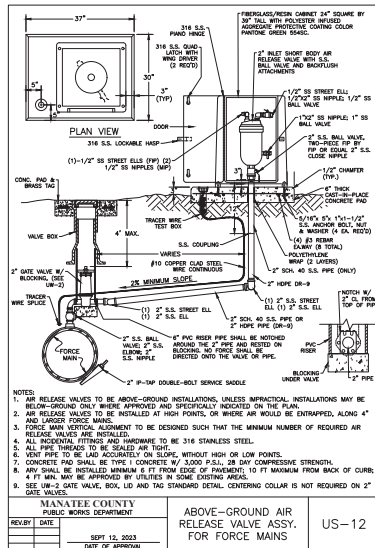 37"
30"
5"
5"
3"
(TYP)
PLAN VIEW
316 S.S.
PIANO HINGE
316 S.S. QUAD
LATCH WITH
WING DRIVER
(2 REQ'D)
DOOR
316 S.S. LOCKABLE HASP
(1)-1/2" SS STREET ELLS (FIP) (2)
1/2" SS NIPPLES (MIP)
FIBERGLASS/RESIN CABINET 24" SQUARE BY
39" TALL WITH POLYESTER INFUSED
AGGREGATE PROTECTIVE COATING COLOR
PANTONE GREEN 554SC.
2" INLET SHORT BODY AIR
RELEASE VALVE WITH S.S.
BALL VALVE AND BACKFLUSH
ATTACHMENTS
1/2" SS STREET ELL;
1/2"X2" SS NIPPLE; 1/2" SS
BALL VALVE
1"X2" SS NIPPLE; 1" SS
BALL VALVE
2" S.S. BALL VALVE,
TWO-PIECE FIP BY
FIP OR EQUAL 2" S.S.
CLOSE NIPPLE
3"
1/2" CHAMFER
(TYP.)
6" THICK
CAST-IN-PLACE
CONCRETE PAD
5/16"x 5"x 1"x1-1/2"
S.S. ANCHOR BOLT, NUT
& WASHER (4 EA. REQ'D)
(4) #3 REBAR
EA.WAY (8 TOTAL)
POLYETHYLENE
WRAP (2 LAYERS)
2" SCH. 40 S.S. PIPE (ONLY)
2" HDPE DR-9
CONC. PAD &
BRASS TAG
VALVE BOX
4" MAX.
TRACER WIRE
TEST BOX
S.S. COUPLING
VARIES
#10 COPPER CLAD STEEL
WIRE CONTINUOUS
2" GATE VALVE W/
BLOCKING, (SEE
UW-2)
2% MINIMUM SLOPE
TRACER
WIRE SPLICE
(1) 2" S.S. STREET ELL
(1) 2" S.S. ELL
(1) 2" S.S. STREET
ELL (1) 2" S.S. ELL
2" SCH. 40 S.S. PIPE OR
2" HDPE PIPE (DR-9)
2" S.S. BALL
VALVE; 2" S.S.
ELBOW; 2"
S.S. NIPPLE
6" PVC RISER PIPE SHALL BE NOTCHED
AROUND THE 2" PIPE AND RESTED ON
BLOCKING. NO FORCE SHALL BE
DIRECTED ONTO THE VALVE OR PIPE.
FORCE
MAIN
2" IP-TAP DOUBLE-BOLT SERVICE SADDLE
NOTCH W/
2" CL FROM
TOP OF PIPE
PVC
RISER
BLOCKING
UNDER VALVE
2" PIPE
NOTES:
1. AIR RELEASE VALVES TO BE ABOVE-GROUND INSTALLATIONS, UNLESS IMPRACTICAL. INSTALLATIONS MAY BE
BELOW-GROUND ONLY WHERE APPROVED AND SPECIFICALLY INDICATED ON THE PLAN.
2. AIR RELEASE VALVES TO BE INSTALLED AT HIGH POINTS, OR WHERE AIR WOULD BE ENTRAPPED, ALONG 4"
AND LARGER FORCE MAINS.
3. FORCE MAIN VERTICAL ALIGNMENT TO BE DESIGNED SUCH THAT THE MINIMUM NUMBER OF REQUIRED AIR
RELEASE VALVES ARE INSTALLED.
4. ALL INCIDENTAL FITTINGS AND HARDWARE TO BE 316 STAINLESS STEEL.
5. ALL PIPE THREADS TO BE SEALED AIR TIGHT.
6. VENT PIPE TO BE LAID ACCURATELY ON SLOPE, WITHOUT HIGH OR LOW POINTS.
7. CONCRETE PAD SHALL BE TYPE I CONCRETE W/ 3,000 P.S.I., 28 DAY COMPRESSIVE STRENGTH.
8. ARV SHALL BE INSTALLED MINIMUM 6 FT FROM EDGE OF PAVEMENT; 10 FT MAXIMUM FROM BACK OF CURB;
4 FT MIN. MAY BE APPROVED BY UTILITIES IN SOME EXISTING AREAS.
9. SEE UW-2 GATE VALVE, BOX, LID AND TAG STANDARD DETAIL. CENTERING COLLAR IS NOT REQUIRED ON 2"
GATE VALVES.
MANATEE COUNTY
PUBLIC WORKS DEPARTMENT
REV.BY DATE
SEPT 12, 2023
DATE OF APPROVAL
ABOVE-GROUND AIR
RELEASE VALVE ASSY.
FOR FORCE MAINS
US-12